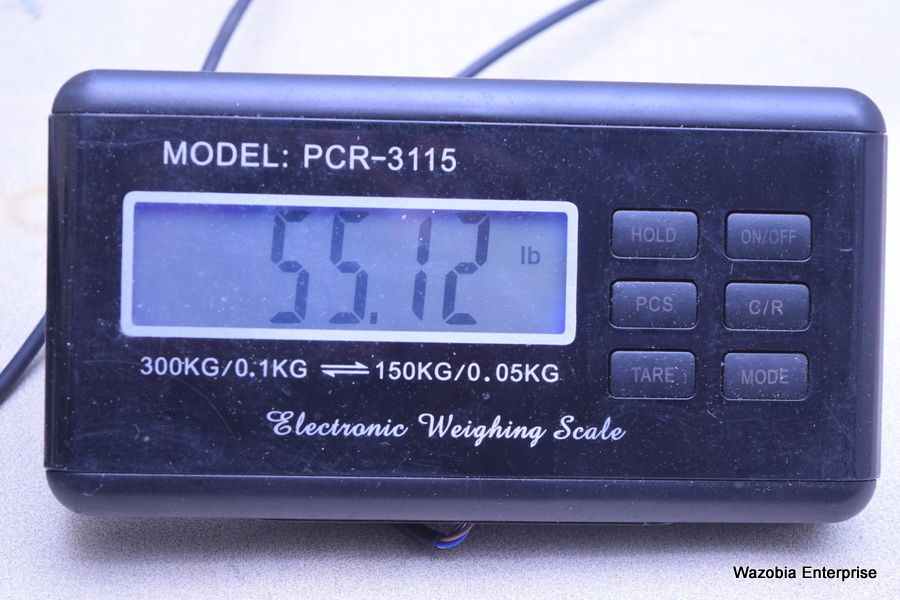 MODEL: PCR-3115
55.12 lb
HOLD ON/OFF
PCS C/R
TARE MODE
300KG/0.1KG ⇌ 150KG/0.05KG
Electronic Weighing Scale
Wazobia Enterprise